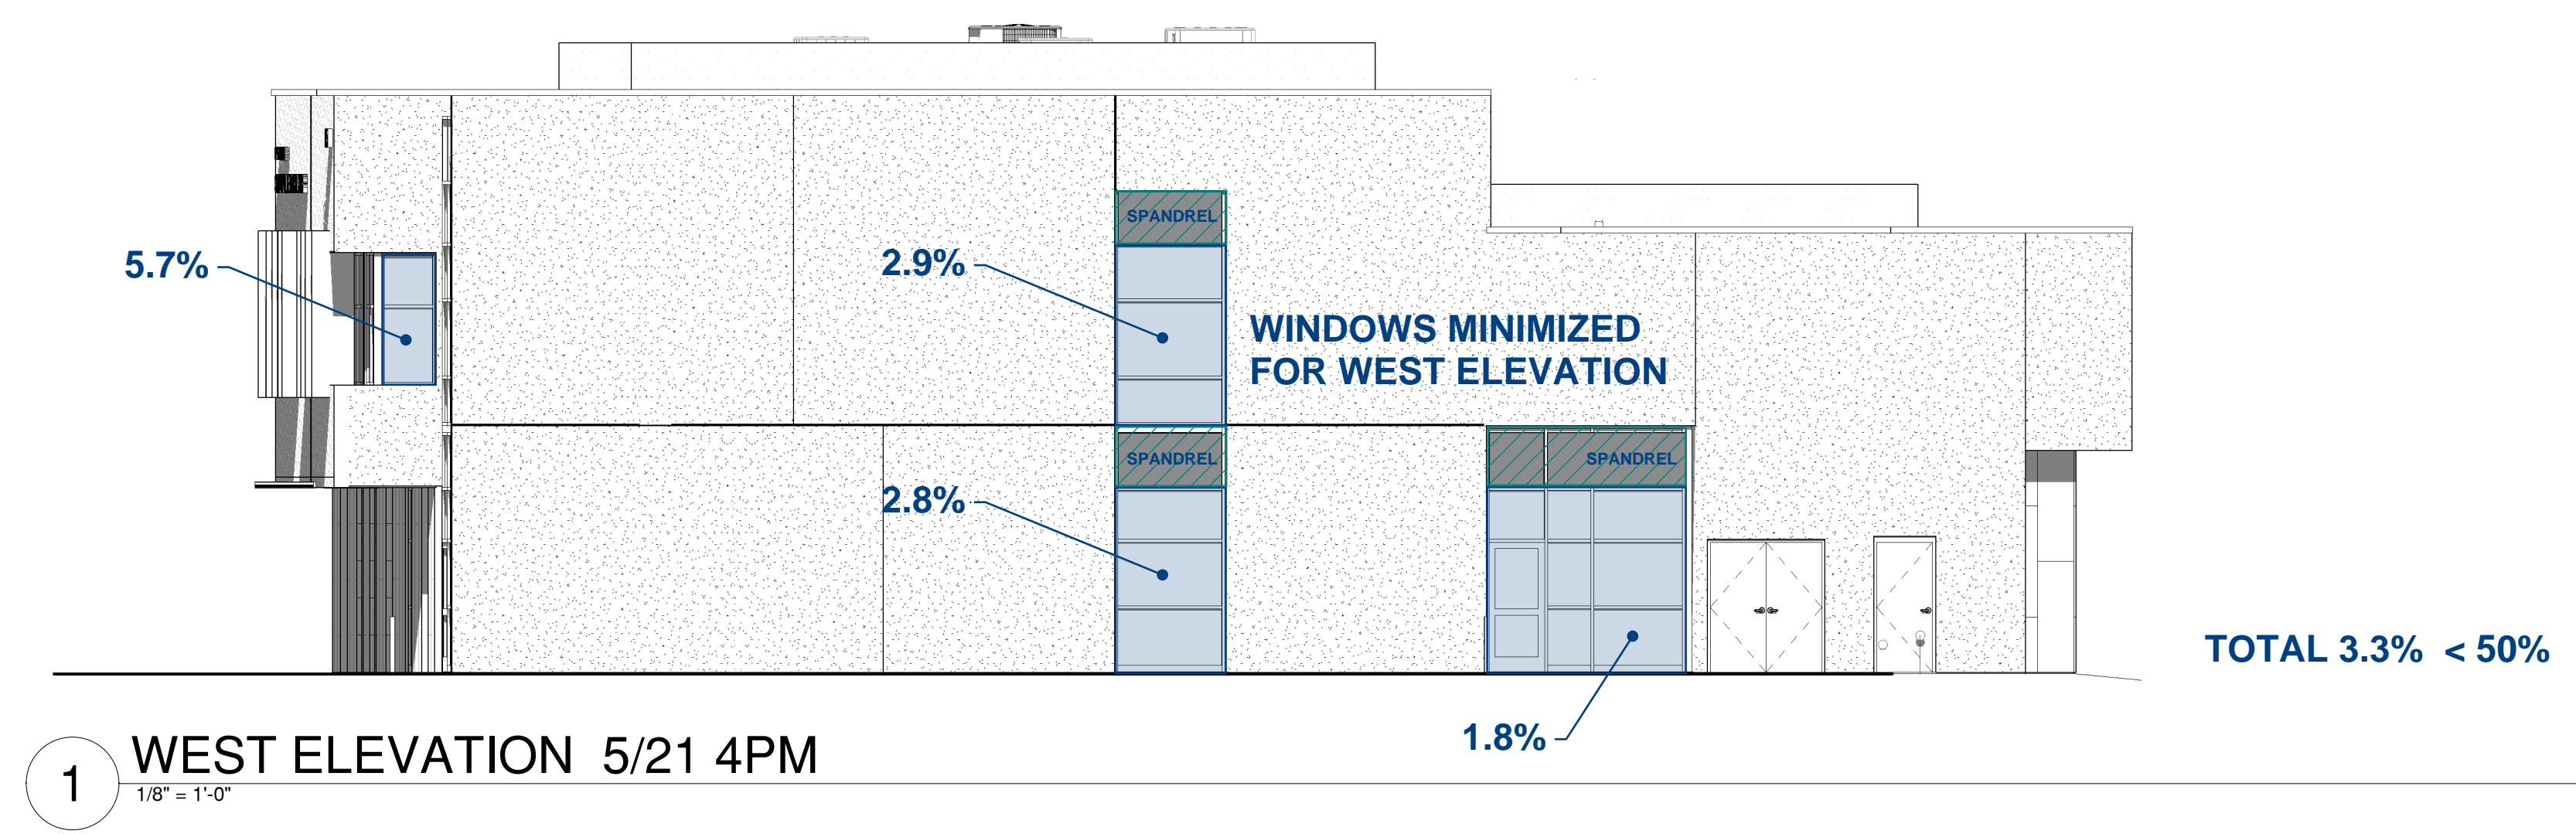 SPANDREL
5.7%
2.9%
WINDOWS MINIMIZED
FOR WEST ELEVATION
SPANDREL
SPANDREL
2.8%
TOTAL 3.3% < 50%
1.8%
1
WEST ELEVATION 5/21 4PM
1/8" = 1'-0"